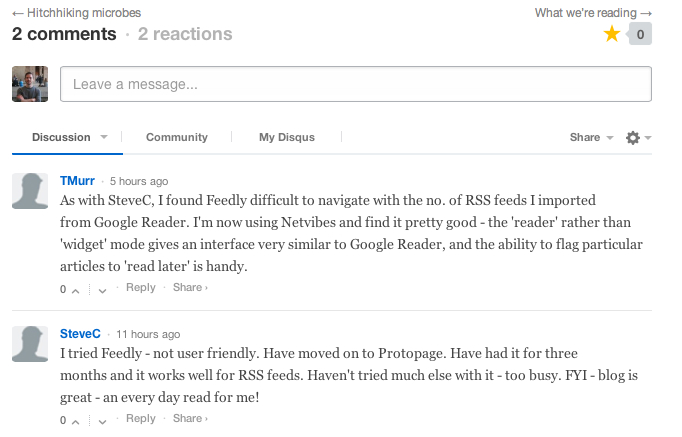 ← Hitchhiking microbes
What we're reading →
2 comments · 2 reactions
0
Leave a message...
Discussion
Community
My Disqus
Share
TMurr · 5 hours ago
As with SteveC, I found Feedly difficult to navigate with the no. of RSS feeds I imported
from Google Reader. I'm now using Netvibes and find it pretty good - the 'reader' rather than
'widget' mode gives an interface very similar to Google Reader, and the ability to flag particular
articles to 'read later' is handy.
0 · Reply · Share ›
SteveC · 11 hours ago
I tried Feedly - not user friendly. Have moved on to Protopage. Have had it for three
months and it works well for RSS feeds. Haven't tried much else with it - too busy. FYI - blog is
great - an every day read for me!
0 · Reply · Share ›